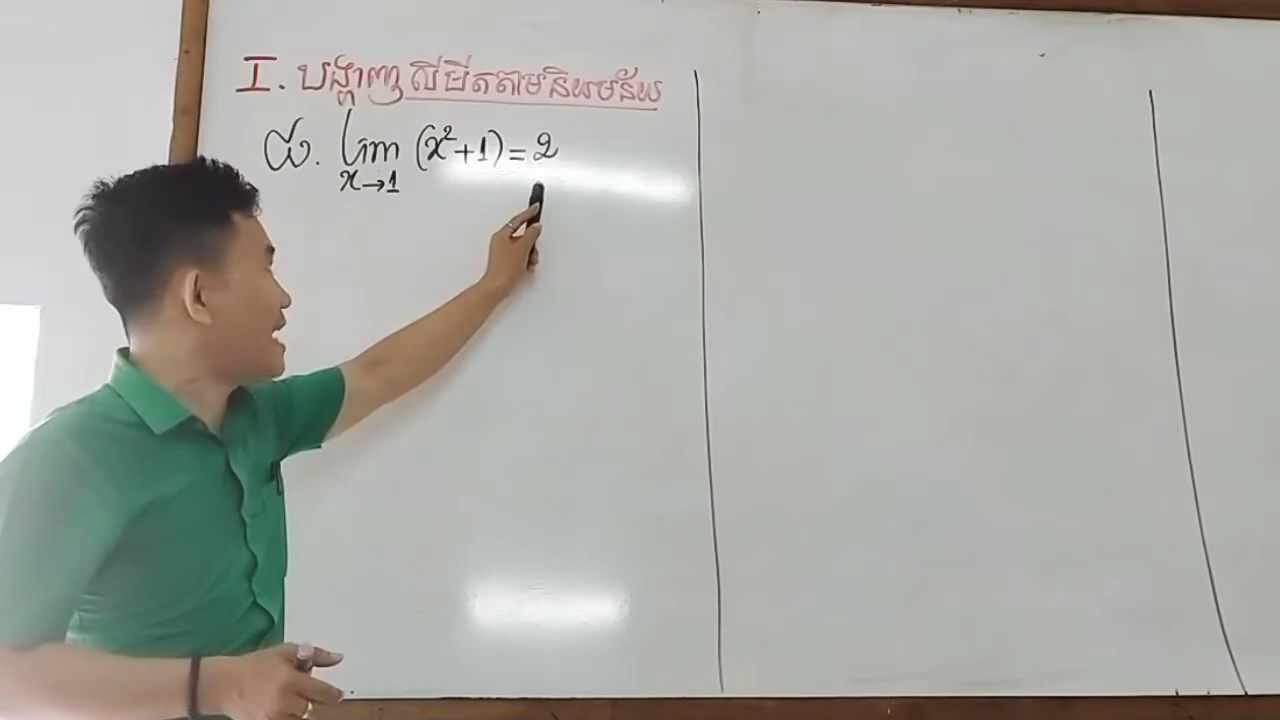 I. បង្ហាញលីមីតតាមនិយមន័យ
ឃ. lim (x²+1)=2
x→1